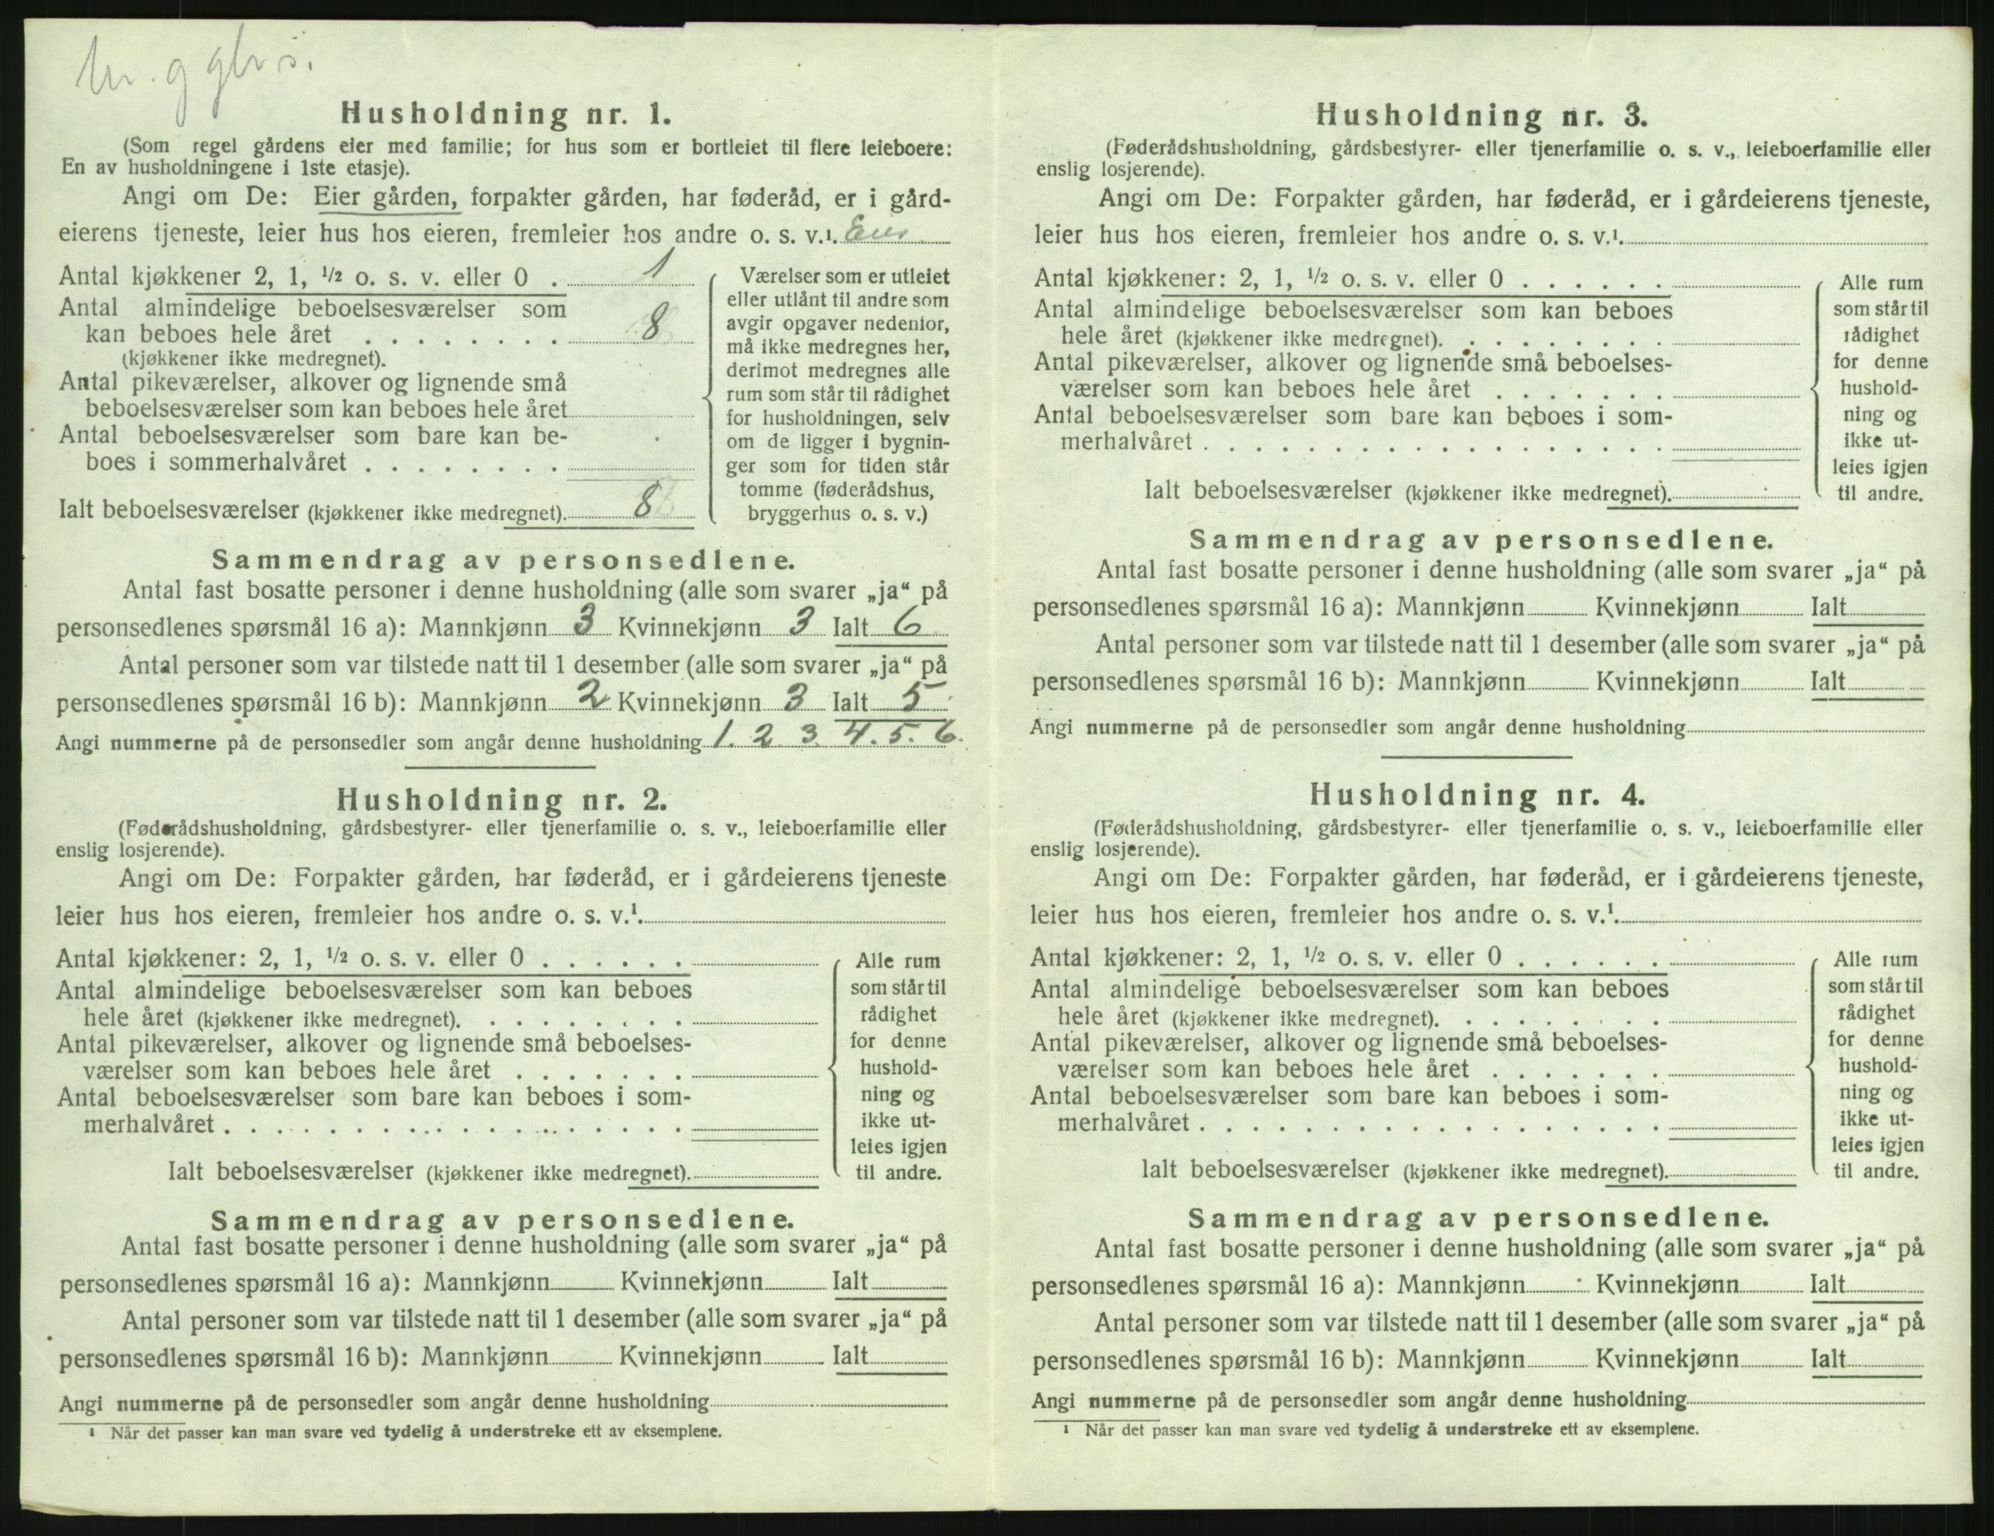 Husholdning nr. 1.
(Som regel gårdens eier med familie; for hus som er bortleiet til flere leieboere:
En av husholdningene i 1ste etasje).
Angi om De: Eier gården, forpakter gården, har føderåd, er i gård-
eierens tjeneste, leier hus hos eieren, fremleier hos andre o. s. v.¹.
Antal kjøkkener 2, 1, ½ o. s. v. eller 0 . 1
Antal almindelige beboelsesværelser som
kan beboes hele året . . . . . . . . 8
(kjøkkener ikke medregnet).
Antal pikeværelser, alkover og lignende små
beboelsesværelser som kan beboes hele året
Antal beboelsesværelser som bare kan be-
boes i sommerhalvåret . . . . . . . .
Ialt beboelsesværelser (kjøkkener ikke medregnet). 8
Værelser som er utleiet
eller utlånt til andre som
avgir opgaver nedenfor,
må ikke medregnes her,
derimot medregnes alle
rum som står til rådighet
for husholdningen, selv
om de ligger i bygnin-
ger som for tiden står
tomme (føderådshus,
bryggerhus o. s. v.)
Sammendrag av personsedlene.
Antal fast bosatte personer i denne husholdning (alle som svarer „ja“ på
personsedlenes spørsmål 16 a): Mannkjønn 3 Kvinnekjønn 3 Ialt 6
Antal personer som var tilstede natt til 1 desember (alle som svarer „ja“ på
personsedlenes spørsmål 16 b): Mannkjønn 2 Kvinnekjønn 3 Ialt 5
Angi nummerne på de personsedler som angår denne husholdning 1. 2. 3. 4. 5. 6.
Husholdning nr. 2.
(Føderådshusholdning, gårdsbestyrer- eller tjenerfamilie o. s. v., leieboerfamilie eller
enslig losjerende).
Angi om De: Forpakter gården, har føderåd, er i gårdeierens tjeneste
leier hus hos eieren, fremleier hos andre o. s. v.¹.
Antal kjøkkener: 2, 1, ½ o. s. v. eller 0 . . . . . .
Antal almindelige beboelsesværelser som kan beboes
hele året (kjøkkener ikke medregnet). . . . . . . . .
Antal pikeværelser, alkover og lignende små beboelses-
værelser som kan beboes hele året . . . . . . .
Antal beboelsesværelser som bare kan beboes i som-
merhalvåret . . . . . . . . . . . . . . . . . .
Ialt beboelsesværelser (kjøkkener ikke medregnet).
Alle rum
som står til
rådighet
for denne
hushold-
ning og
ikke ut-
leies igjen
til andre.
Sammendrag av personsedlene.
Antal fast bosatte personer i denne husholdning (alle som svarer „ja“ på
personsedlenes spørsmål 16 a): Mannkjønn Kvinnekjønn Ialt
Antal personer som var tilstede natt til 1 desember (alle som svarer „ja“ på
personsedlenes spørsmål 16 b): Mannkjønn Kvinnekjønn Ialt
Angi nummerne på de personsedler som angår denne husholdning
¹ Når det passer kan man svare ved tydelig å understreke ett av eksemplene.
Husholdning nr. 3.
(Føderådshusholdning, gårdsbestyrer- eller tjenerfamilie o. s. v., leieboerfamilie eller
enslig losjerende).
Angi om De: Forpakter gården, har føderåd, er i gårdeierens tjeneste,
leier hus hos eieren, fremleier hos andre o. s. v.¹.
Antal kjøkkener: 2, 1, ½ o. s. v. eller 0 . . . . . .
Antal almindelige beboelsesværelser som kan beboes
hele året (kjøkkener ikke medregnet). . . . . . . . .
Antal pikeværelser, alkover og lignende små beboelses-
værelser som kan beboes hele året . . . . . . .
Antal beboelsesværelser som bare kan beboes i som-
merhalvåret . . . . . . . . . . . . . . . . . .
Ialt beboelsesværelser (kjøkkener ikke medregnet).
Alle rum
som står til
rådighet
for denne
hushold-
ning og
ikke ut-
leies igjen
til andre.
Sammendrag av personsedlene.
Antal fast bosatte personer i denne husholdning (alle som svarer „ja“ på
personsedlenes spørsmål 16 a): Mannkjønn Kvinnekjønn Ialt
Antal personer som var tilstede natt til 1 desember (alle som svarer „ja“ på
personsedlenes spørsmål 16 b): Mannkjønn Kvinnekjønn Ialt
Angi nummerne på de personsedler som angår denne husholdning
Husholdning nr. 4.
(Føderådshusholdning, gårdsbestyrer- eller tjenerfamilie o. s. v., leieboerfamilie eller
enslig losjerende).
Angi om De: Forpakter gården, har føderåd, er i gårdeierens tjeneste,
leier hus hos eieren, fremleier hos andre o. s. v.¹.
Antal kjøkkener: 2, 1, ½ o. s. v. eller 0 . . . . . .
Antal almindelige beboelsesværelser som kan beboes
hele året (kjøkkener ikke medregnet). . . . . . . . .
Antal pikeværelser, alkover og lignende små beboelses-
værelser som kan beboes hele året . . . . . . .
Antal beboelsesværelser som bare kan beboes i som-
merhalvåret . . . . . . . . . . . . . . . . . .
Ialt beboelsesværelser (kjøkkener ikke medregnet).
Alle rum
som står til
rådighet
for denne
hushold-
ning og
ikke ut-
leies igjen
til andre.
Sammendrag av personsedlene.
Antal fast bosatte personer i denne husholdning (alle som svarer „ja“ på
personsedlenes spørsmål 16 a): Mannkjønn Kvinnekjønn Ialt
Antal personer som var tilstede natt til 1 desember (alle som svarer „ja“ på
personsedlenes spørsmål 16 b): Mannkjønn Kvinnekjønn Ialt
Angi nummerne på de personsedler som angår denne husholdning
¹ Når det passer kan man svare ved tydelig å understreke ett av eksemplene.